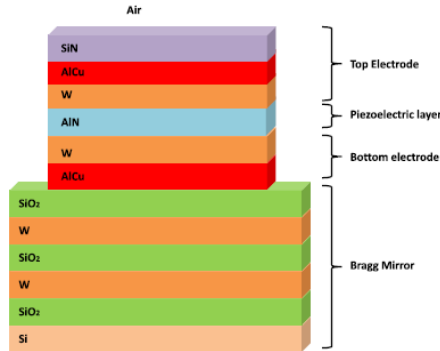 Air
SiN
AlCu
W
AlN
W
AlCu
SiO₂
W
SiO₂
W
SiO₂
Si
Top Electrode
Piezoelectric layer
Bottom electrode
Bragg Mirror